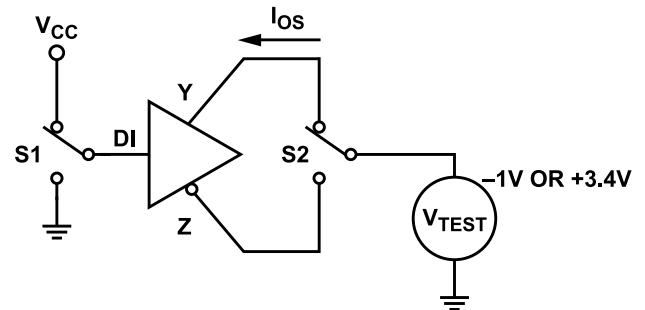 I_OS
V_CC
Y
S1
DI
S2
–1V OR +3.4V
V_TEST
Z